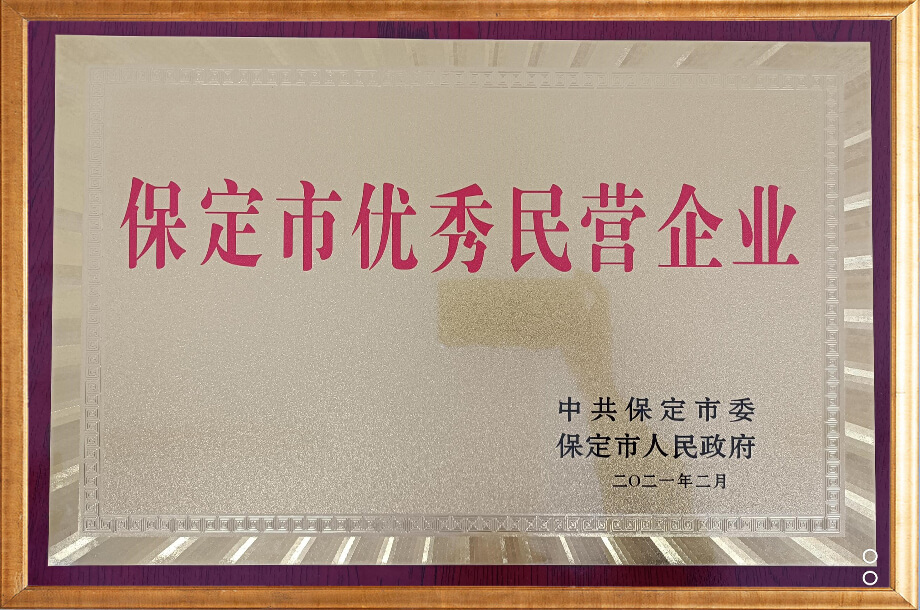 保定市优秀民营企业
中共保定市委
保定市人民政府
二〇二一年二月